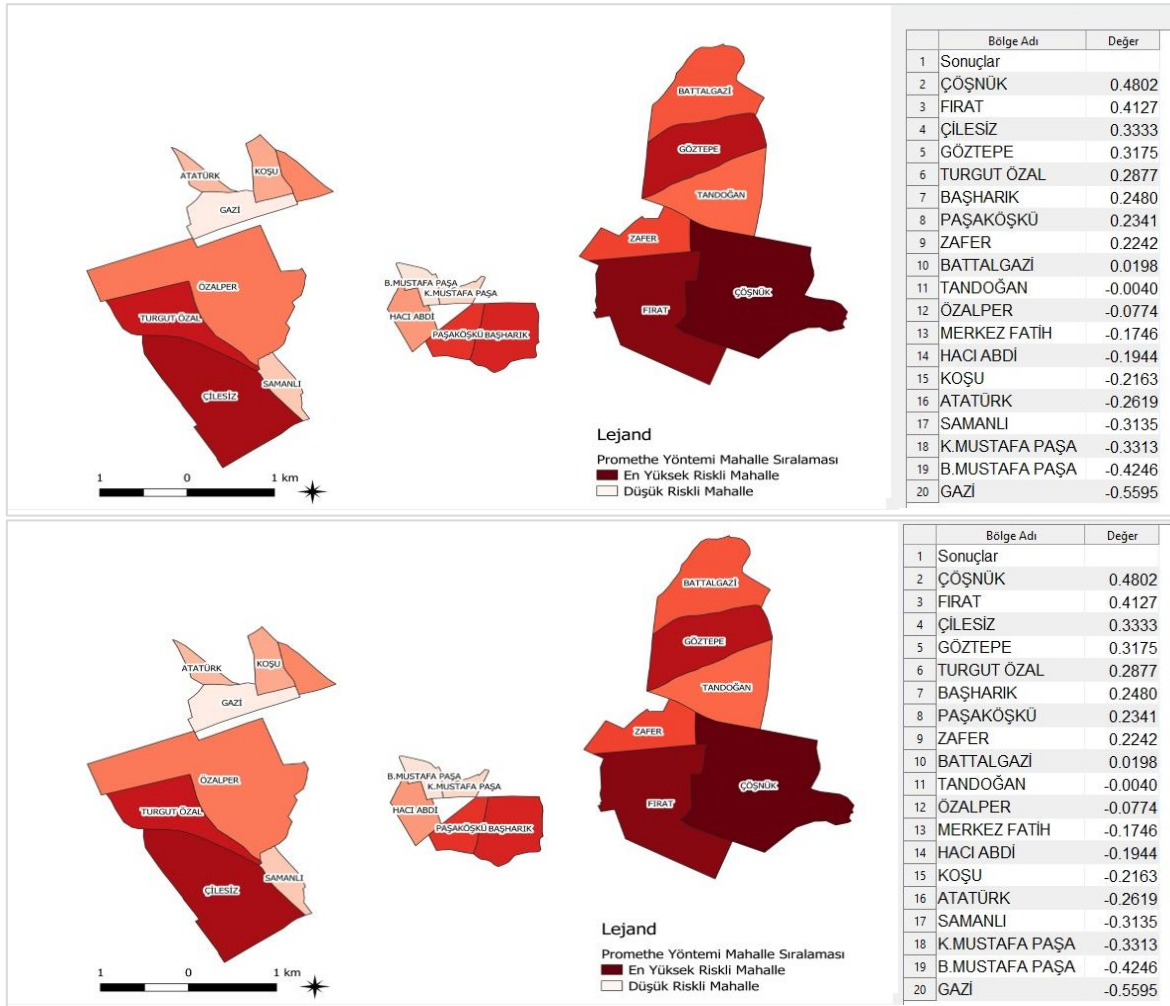 BATTALGAZİ
GÖZTEPE
TANDOĞAN
ZAFER
ÇÖŞNÜK
FIRAT
ATATÜRK
KOŞU
GAZİ
ÖZALPER
TURGUT ÖZAL
SAMANLI
ÇİLESİZ
B.MUSTAFA PAŞA
K.MUSTAFA PAŞA
HACI ABDİ
PAŞAKÖŞKÜ BAŞHARIK
Lejand
Promethe Yöntemi Mahalle Sıralaması
En Yüksek Riskli Mahalle
Düşük Riskli Mahalle
1 0 1 km
Bölge Adı Değer
1 Sonuçlar
2 ÇÖŞNÜK 0.4802
3 FIRAT 0.4127
4 ÇİLESİZ 0.3333
5 GÖZTEPE 0.3175
6 TURGUT ÖZAL 0.2877
7 BAŞHARIK 0.2480
8 PAŞAKÖŞKÜ 0.2341
9 ZAFER 0.2242
10 BATTALGAZİ 0.0198
11 TANDOĞAN -0.0040
12 ÖZALPER -0.0774
13 MERKEZ FATİH -0.1746
14 HACI ABDİ -0.1944
15 KOŞU -0.2163
16 ATATÜRK -0.2619
17 SAMANLI -0.3135
18 K.MUSTAFA PAŞA -0.3313
19 B.MUSTAFA PAŞA -0.4246
20 GAZİ -0.5595
BATTALGAZİ
GÖZTEPE
TANDOĞAN
ZAFER
ÇÖŞNÜK
FIRAT
ATATÜRK
KOŞU
GAZİ
ÖZALPER
TURGUT ÖZAL
SAMANLI
ÇİLESİZ
B.MUSTAFA PAŞA
K.MUSTAFA PAŞA
HACI ABDİ
PAŞAKÖŞKÜ BAŞHARIK
Lejand
Promethe Yöntemi Mahalle Sıralaması
En Yüksek Riskli Mahalle
Düşük Riskli Mahalle
1 0 1 km
Bölge Adı Değer
1 Sonuçlar
2 ÇÖŞNÜK 0.4802
3 FIRAT 0.4127
4 ÇİLESİZ 0.3333
5 GÖZTEPE 0.3175
6 TURGUT ÖZAL 0.2877
7 BAŞHARIK 0.2480
8 PAŞAKÖŞKÜ 0.2341
9 ZAFER 0.2242
10 BATTALGAZİ 0.0198
11 TANDOĞAN -0.0040
12 ÖZALPER -0.0774
13 MERKEZ FATİH -0.1746
14 HACI ABDİ -0.1944
15 KOŞU -0.2163
16 ATATÜRK -0.2619
17 SAMANLI -0.3135
18 K.MUSTAFA PAŞA -0.3313
19 B.MUSTAFA PAŞA -0.4246
20 GAZİ -0.5595